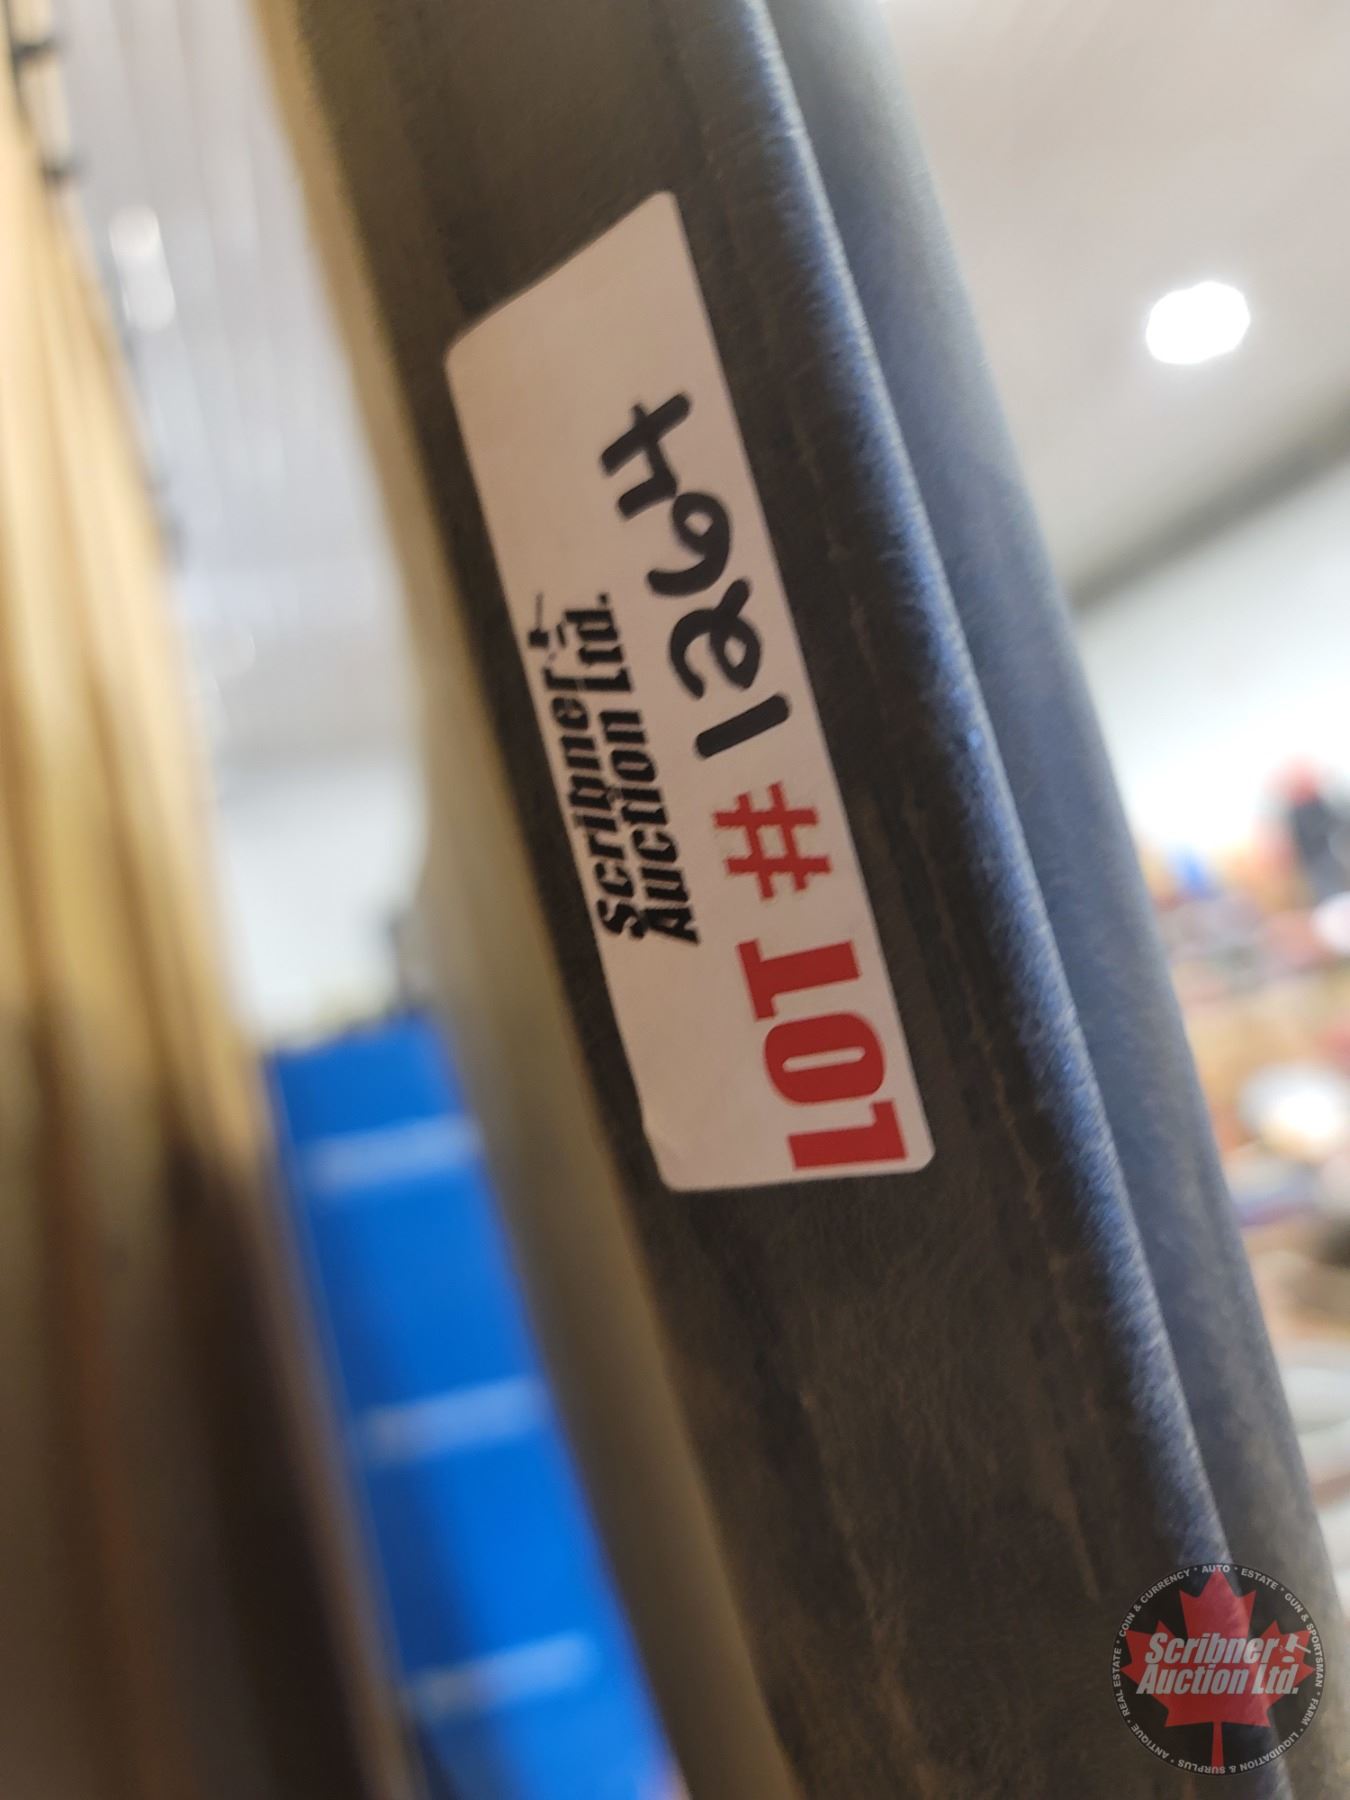 Scribner
Auction Ltd.
LOT # 1264
COIN & CURRENCY • AUTO • ESTATE • GUN & SPORTSMAN • FARM • LIQUIDATION & SURPLUS • ANTIQUE • REAL ESTATE •
Scribner
Auction Ltd.